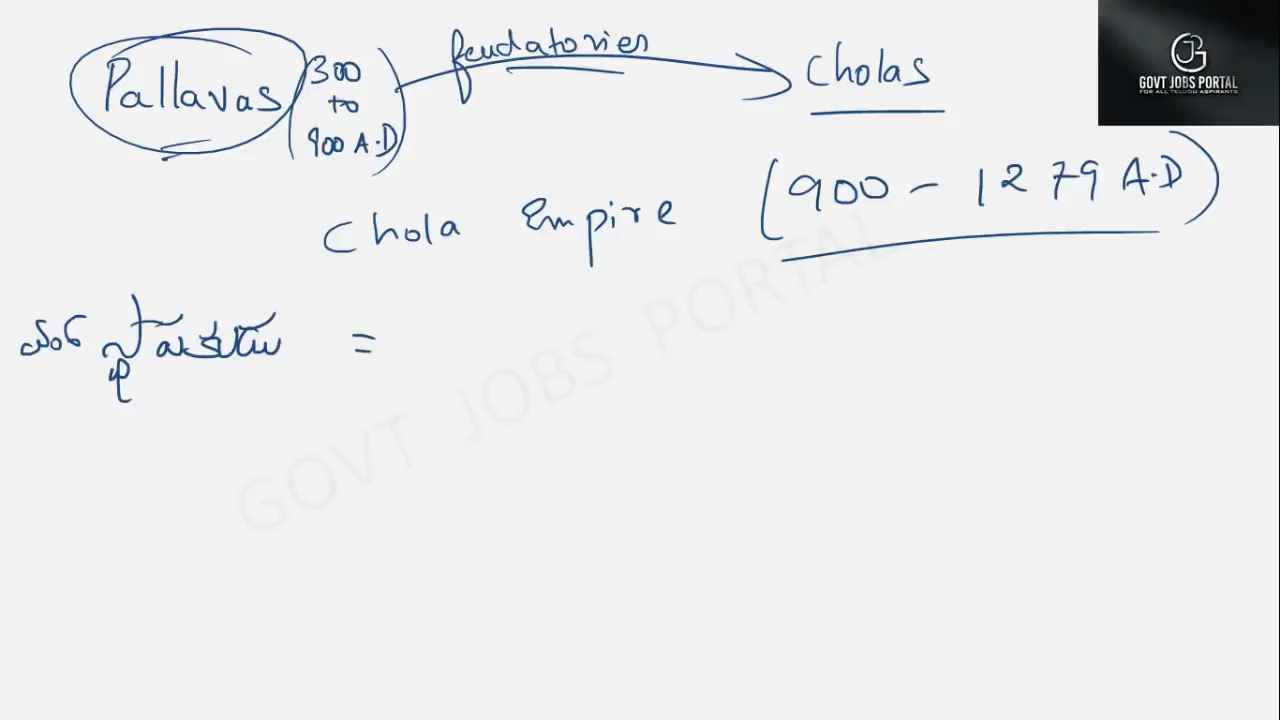 Pallavas (300 to 900 A.D) feudatories Cholas
GOVT JOBS PORTAL
FOR ALL TELUGU ASPIRANTS
Chola Empire (900 - 1279 A.D)
=
GOVT JOBS PORTAL